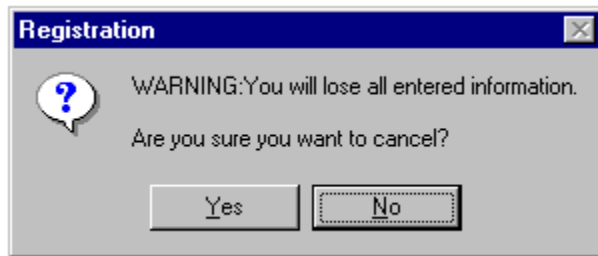 Registration
?
WARNING:You will lose all entered information.
Are you sure you want to cancel?
Yes
No